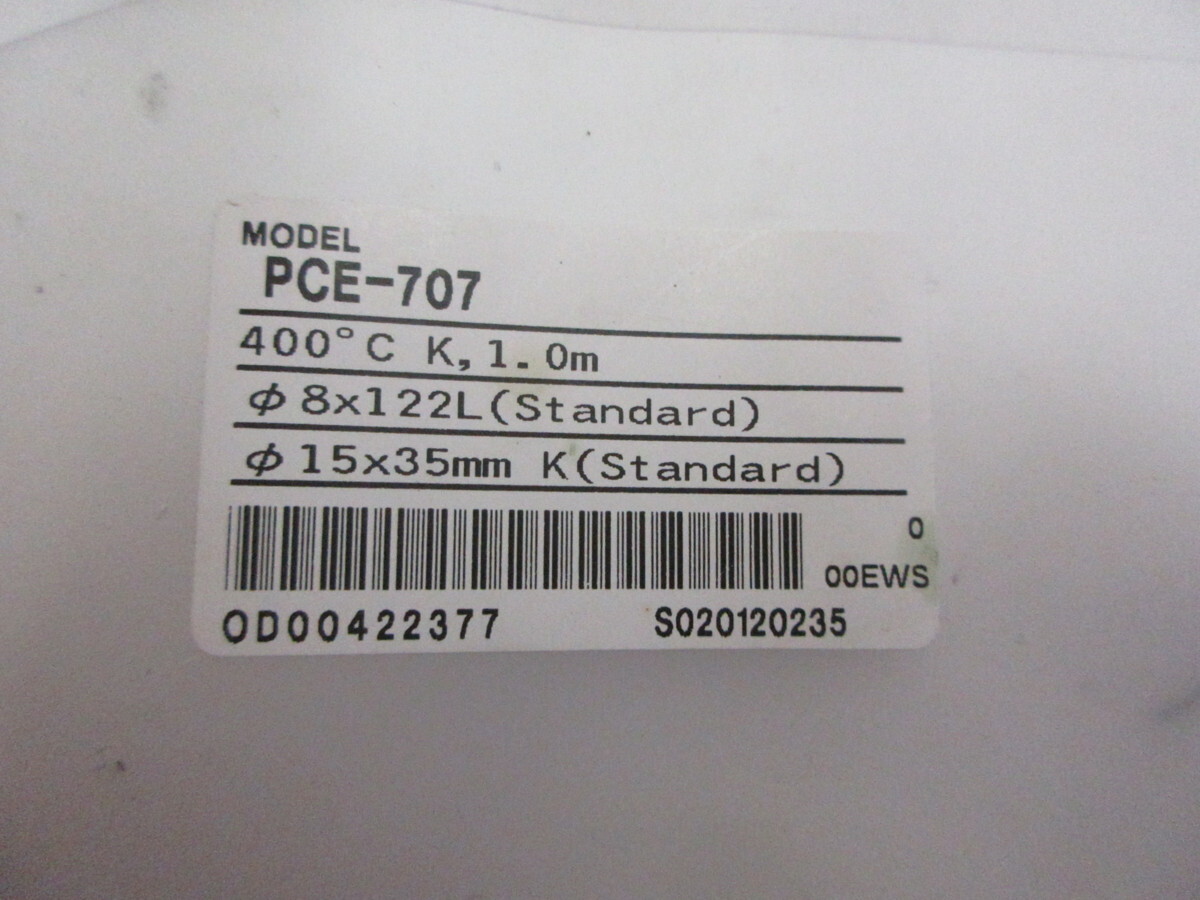 MODEL
PCE-707
400°C K,1.0m
φ8x122L(Standard)
φ15x35mm K(Standard)
0
00EWS
OD00422377 S020120235